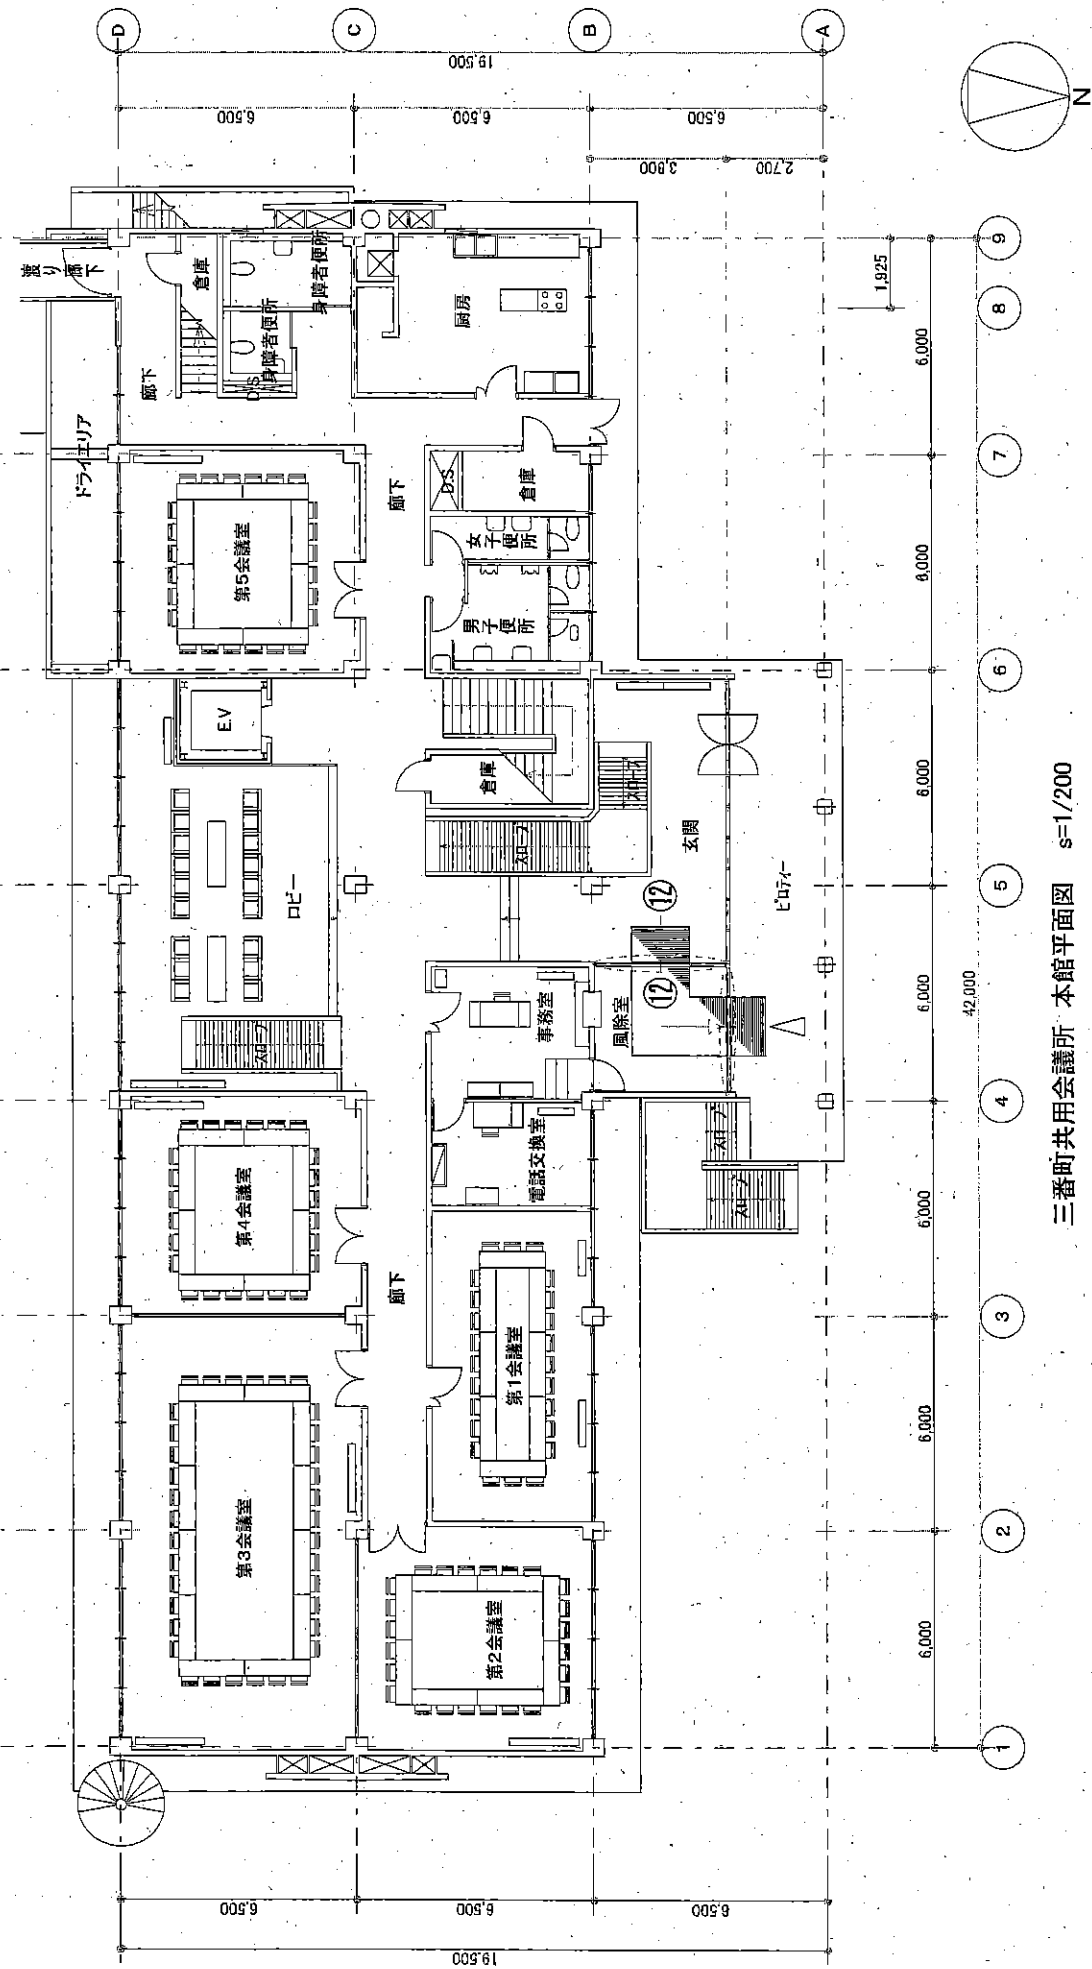 三番町共用会議所 本館平面図 s=1/200
N
D
C
B
A
19,500
6,500
6,500
6,500
3,800
2,700
渡り廊下
ドライエリア
廊下
倉庫
身障者便所
身障者便所
D.S
厨房
第5会議室
廊下
D.S
倉庫
女子便所
男子便所
E.V
倉庫
スロープ
スロープ
玄関
ピロティー
ロビー
スロープ
⑫
⑫
事務室
風除室
電話交換室
スロープ
スロープ
第4会議室
廊下
第1会議室
第3会議室
第2会議室
1,925
6,000
6,000
6,000
6,000
6,000
6,000
6,000
42,000
9
8
7
6
5
4
3
2
1
6,500
6,500
6,500
19,500